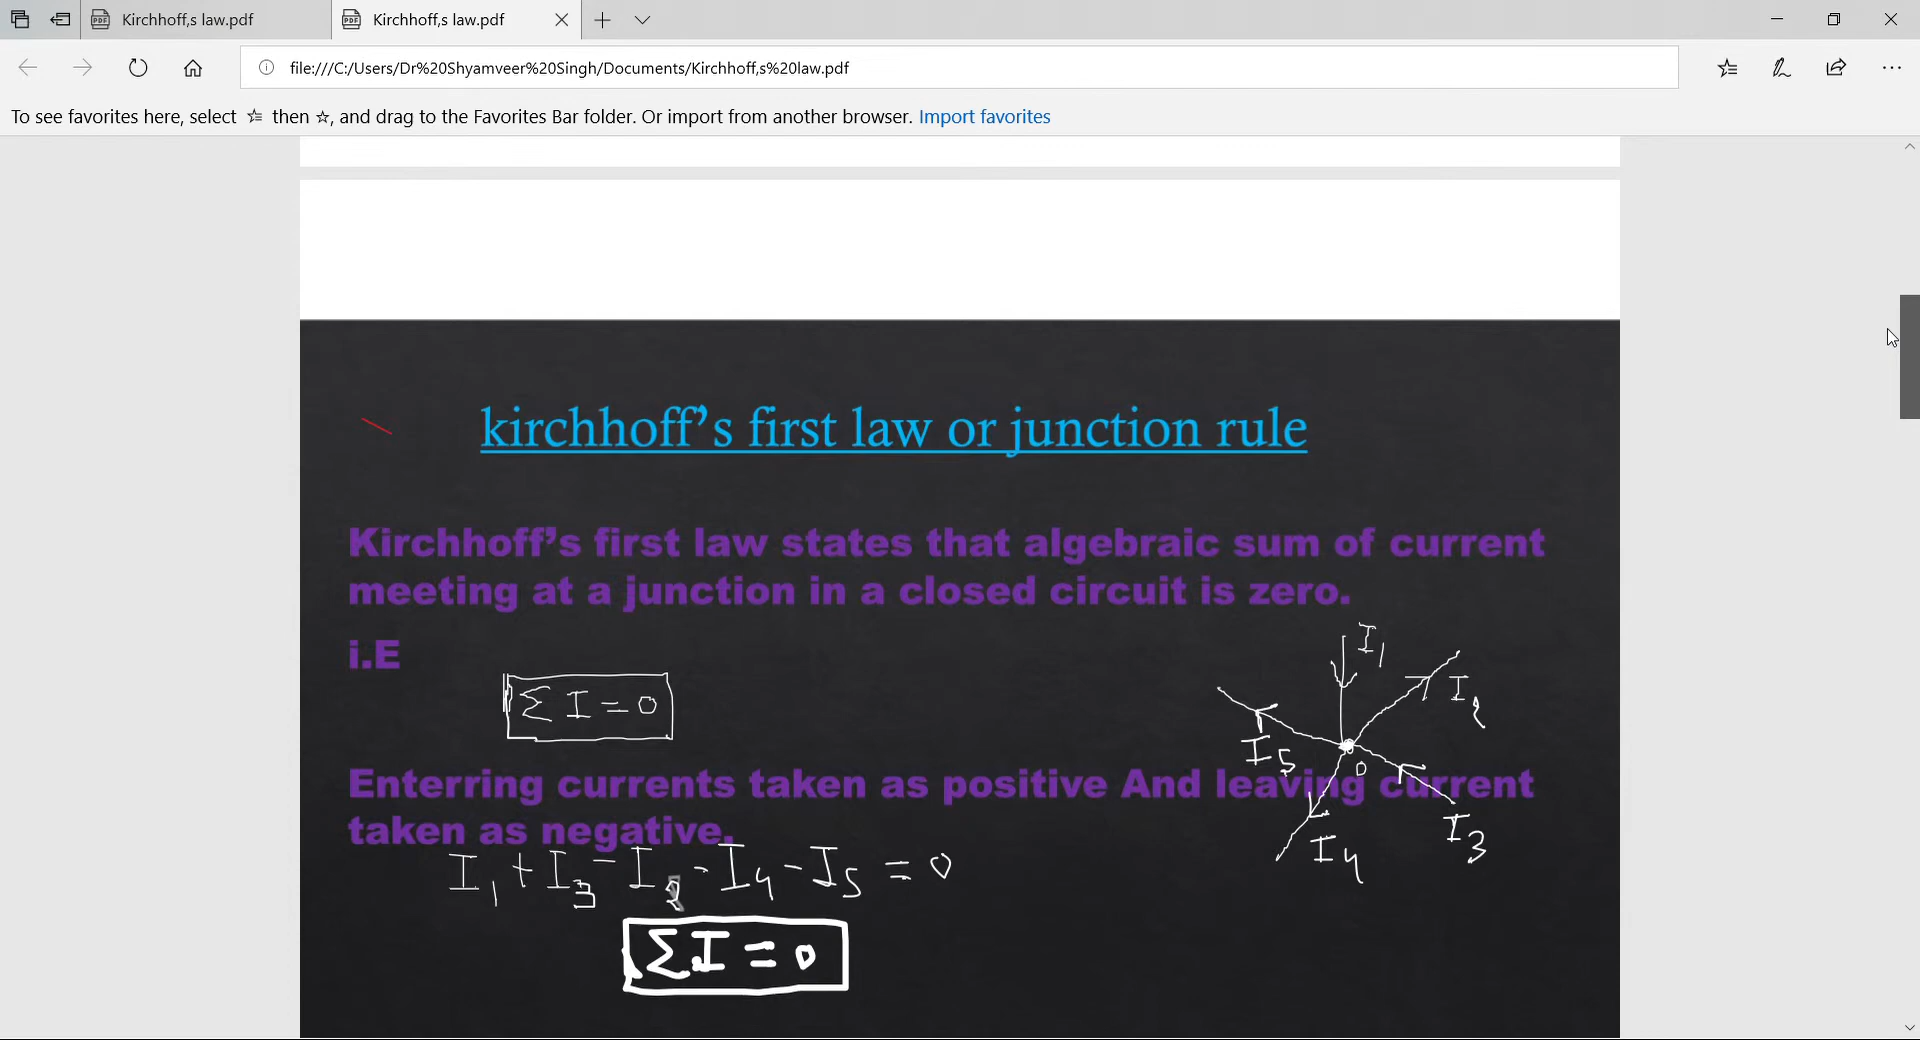 Kirchhoff,s law.pdf
Kirchhoff,s law.pdf
file:///C:/Users/Dr%20Shyamveer%20Singh/Documents/Kirchhoff,s%20law.pdf
To see favorites here, select then , and drag to the Favorites Bar folder. Or import from another browser. Import favorites
kirchhoff's first law or junction rule
Kirchhoff's first law states that algebraic sum of current
meeting at a junction in a closed circuit is zero.
i.E
Σ I = 0
I1
I2
I5
0
I3
I4
Enterring currents taken as positive And leaving current
taken as negative.
I1 + I3 - I2 - I4 - I5 = 0
Σ I = 0